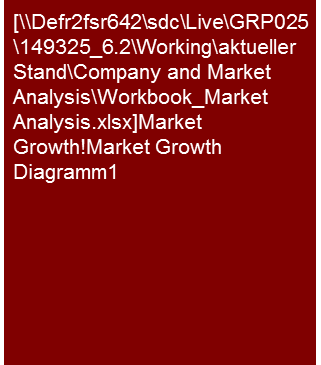 [\\Defr2fsr642\sdc\Live\GRP025
\149325_6.2\Working\aktueller
Stand\Company and Market
Analysis\Workbook_Market
Analysis.xlsx]Market
Growth!Market Growth
Diagramm1